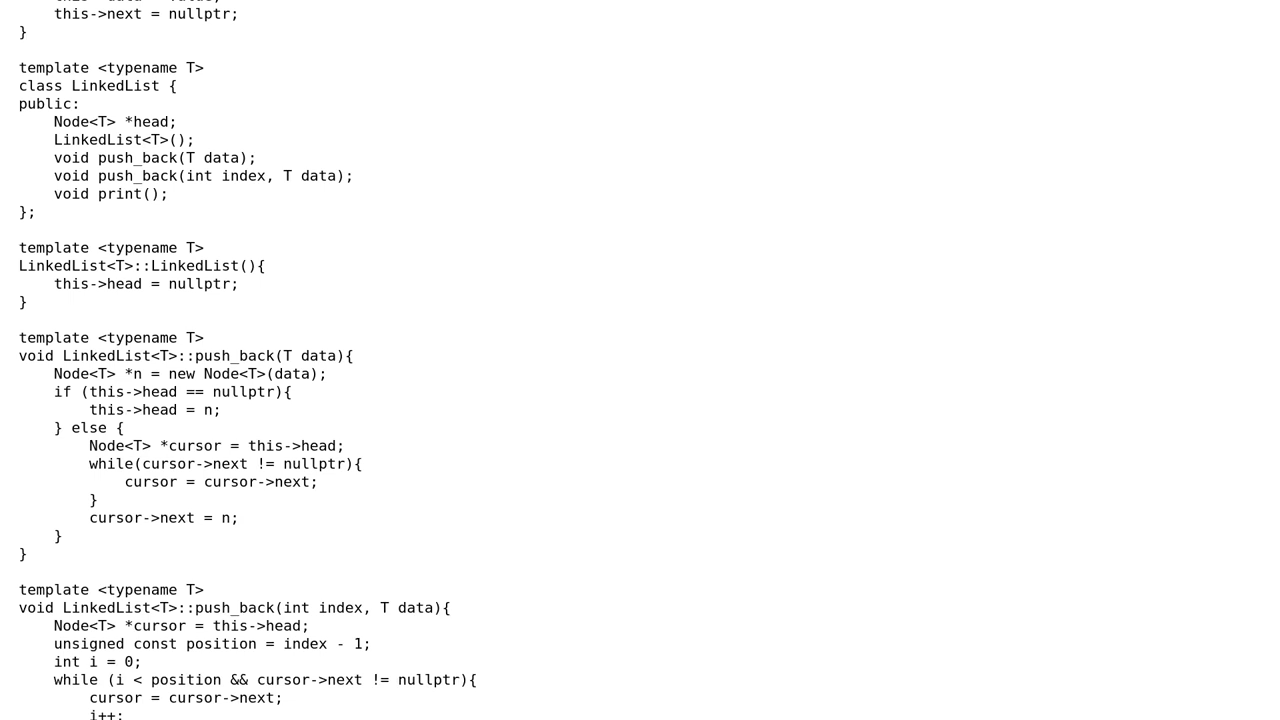 this->next = nullptr;
}
template <typename T>
class LinkedList {
public:
    Node<T> *head;
    LinkedList<T>();
    void push_back(T data);
    void push_back(int index, T data);
    void print();
};
template <typename T>
LinkedList<T>::LinkedList(){
    this->head = nullptr;
}
template <typename T>
void LinkedList<T>::push_back(T data){
    Node<T> *n = new Node<T>(data);
    if (this->head == nullptr){
        this->head = n;
    } else {
        Node<T> *cursor = this->head;
        while(cursor->next != nullptr){
            cursor = cursor->next;
        }
        cursor->next = n;
    }
}
template <typename T>
void LinkedList<T>::push_back(int index, T data){
    Node<T> *cursor = this->head;
    unsigned const position = index - 1;
    int i = 0;
    while (i < position && cursor->next != nullptr){
        cursor = cursor->next;
        i++;